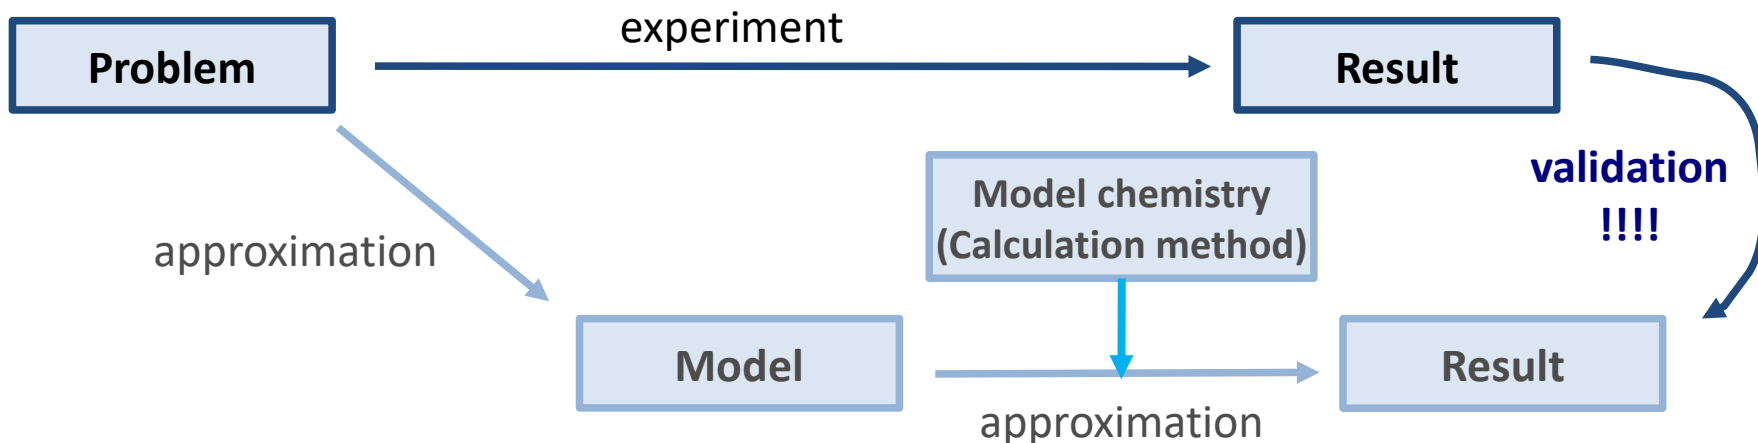 experiment
Problem
Result
Model chemistry
(Calculation method)
validation
!!!!
approximation
Model
Result
approximation